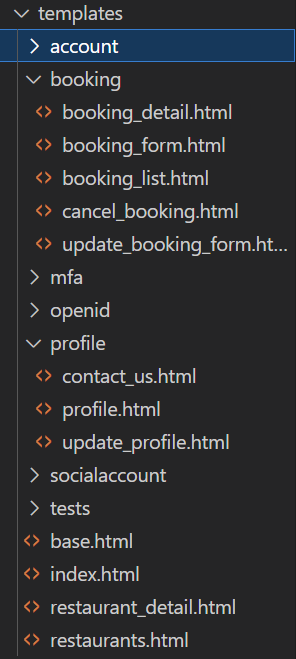 templates
account
booking
booking_detail.html
booking_form.html
booking_list.html
cancel_booking.html
update_booking_form.ht...
mfa
openid
profile
contact_us.html
profile.html
update_profile.html
socialaccount
tests
base.html
index.html
restaurant_detail.html
restaurants.html